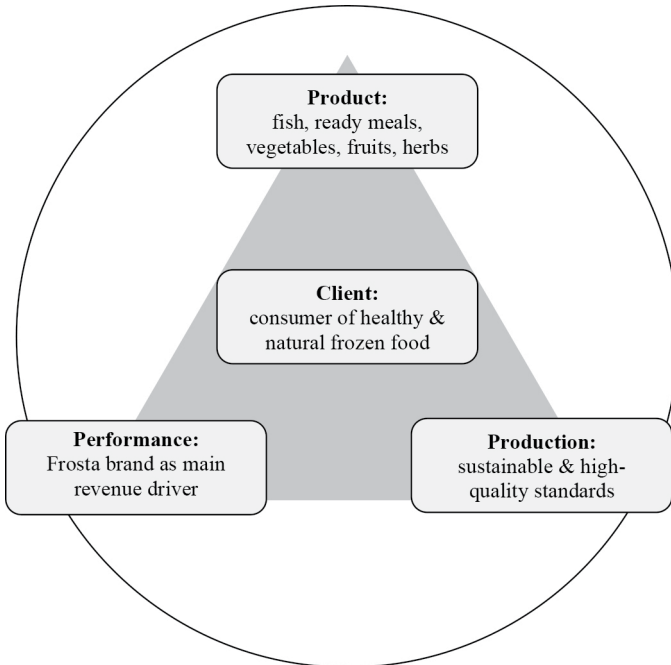 Product:
fish, ready meals,
vegetables, fruits, herbs
Client:
consumer of healthy &
natural frozen food
Performance:
Frosta brand as main
revenue driver
Production:
sustainable & high-
quality standards